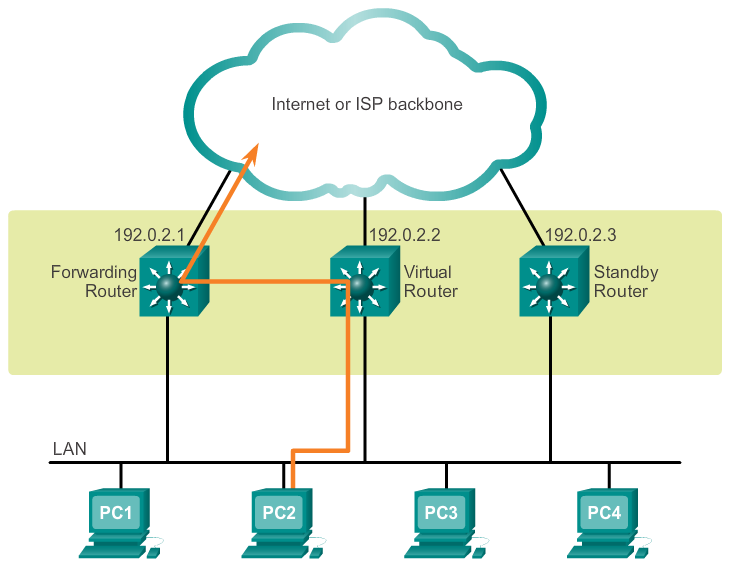 Internet or ISP backbone
192.0.2.1
192.0.2.2
192.0.2.3
Forwarding
Router
Virtual
Router
Standby
Router
LAN
PC1
PC2
PC3
PC4